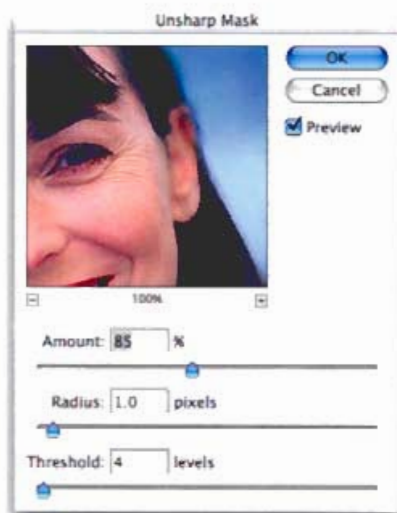 Unsharp Mask
OK
Cancel
Preview
100%
Amount: 85 %
Radius: 1.0 pixels
Threshold: 4 levels